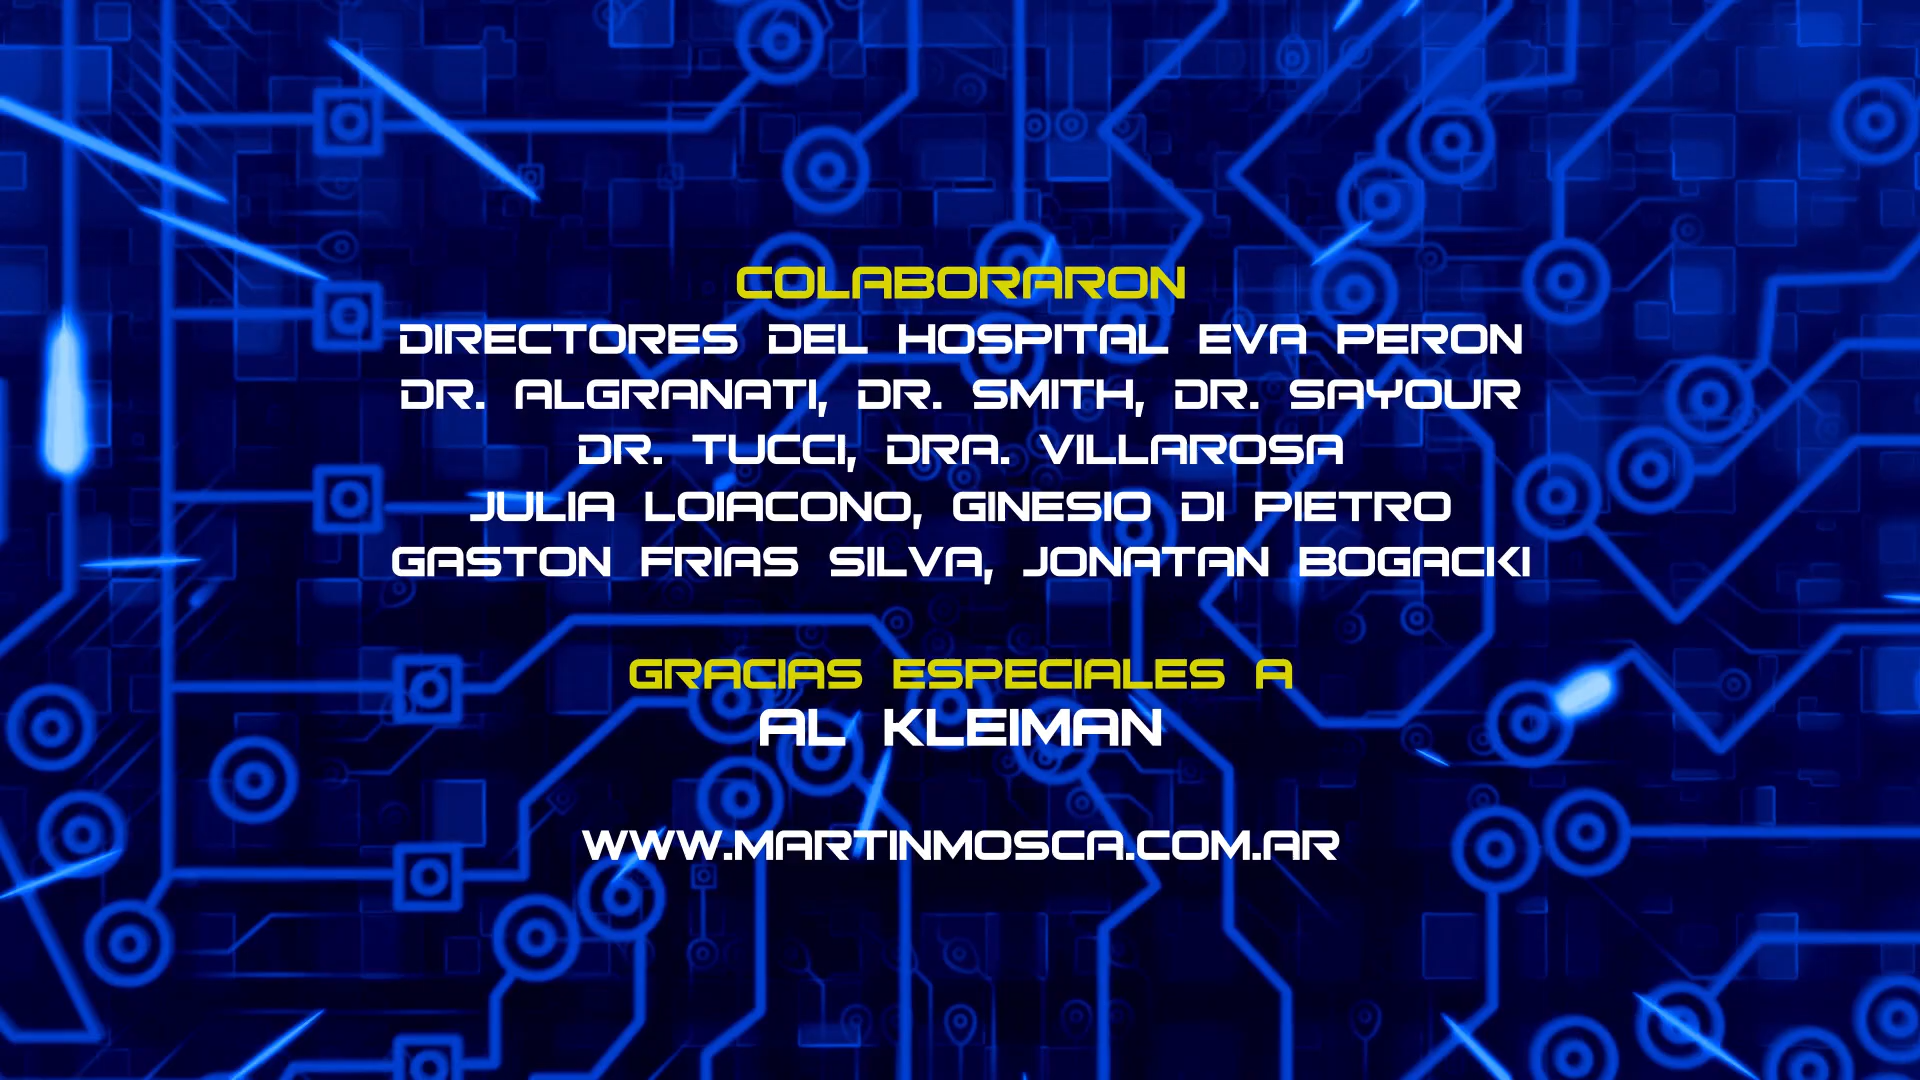 COLABORARON
DIRECTORES DEL HOSPITAL EVA PERON
DR. ALGRANATI, DR. SMITH, DR. SAYOUR
DR. TUCCI, DRA. VILLAROSA
JULIA LOIACONO, GINESIO DI PIETRO
GASTON FRIAS SILVA, JONATAN BOGACKI
GRACIAS ESPECIALES A
AL KLEIMAN
WWW.MARTINMOSCA.COM.AR